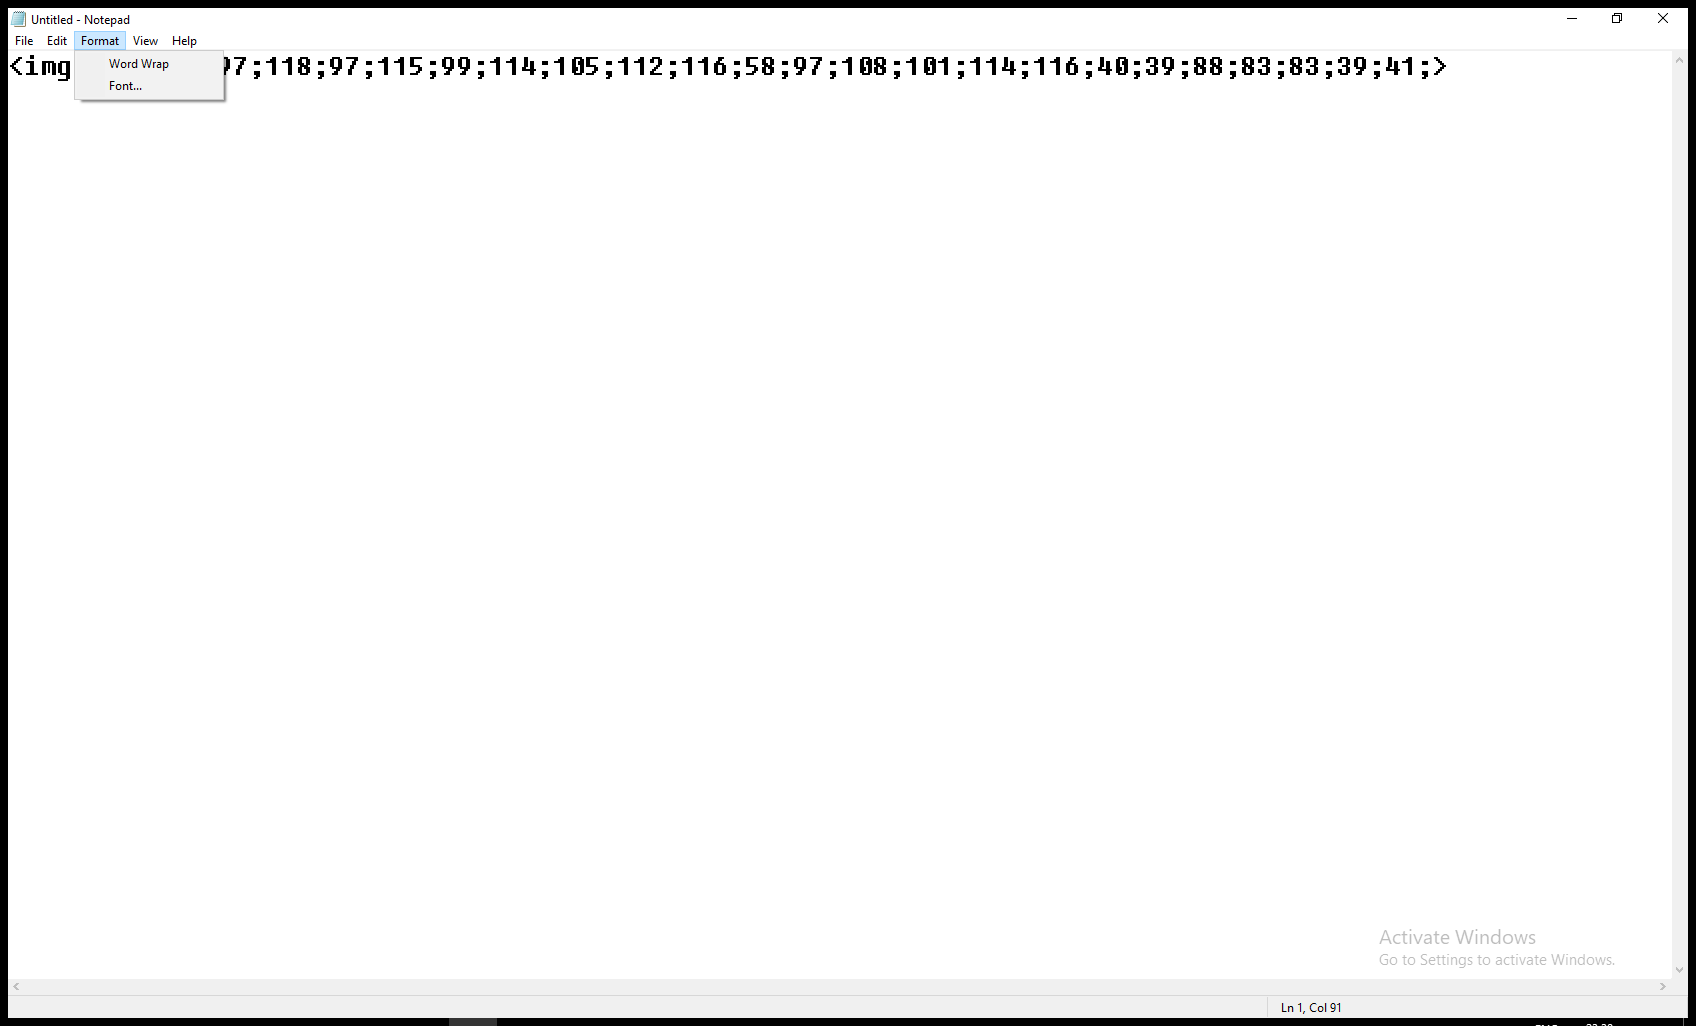 Untitled - Notepad
File Edit Format View Help
<img 97;118;97;115;99;114;105;112;116;58;97;108;101;114;116;40;39;88;83;83;39;41;>
Word Wrap
Font...
Activate Windows
Go to Settings to activate Windows.
Ln 1, Col 91